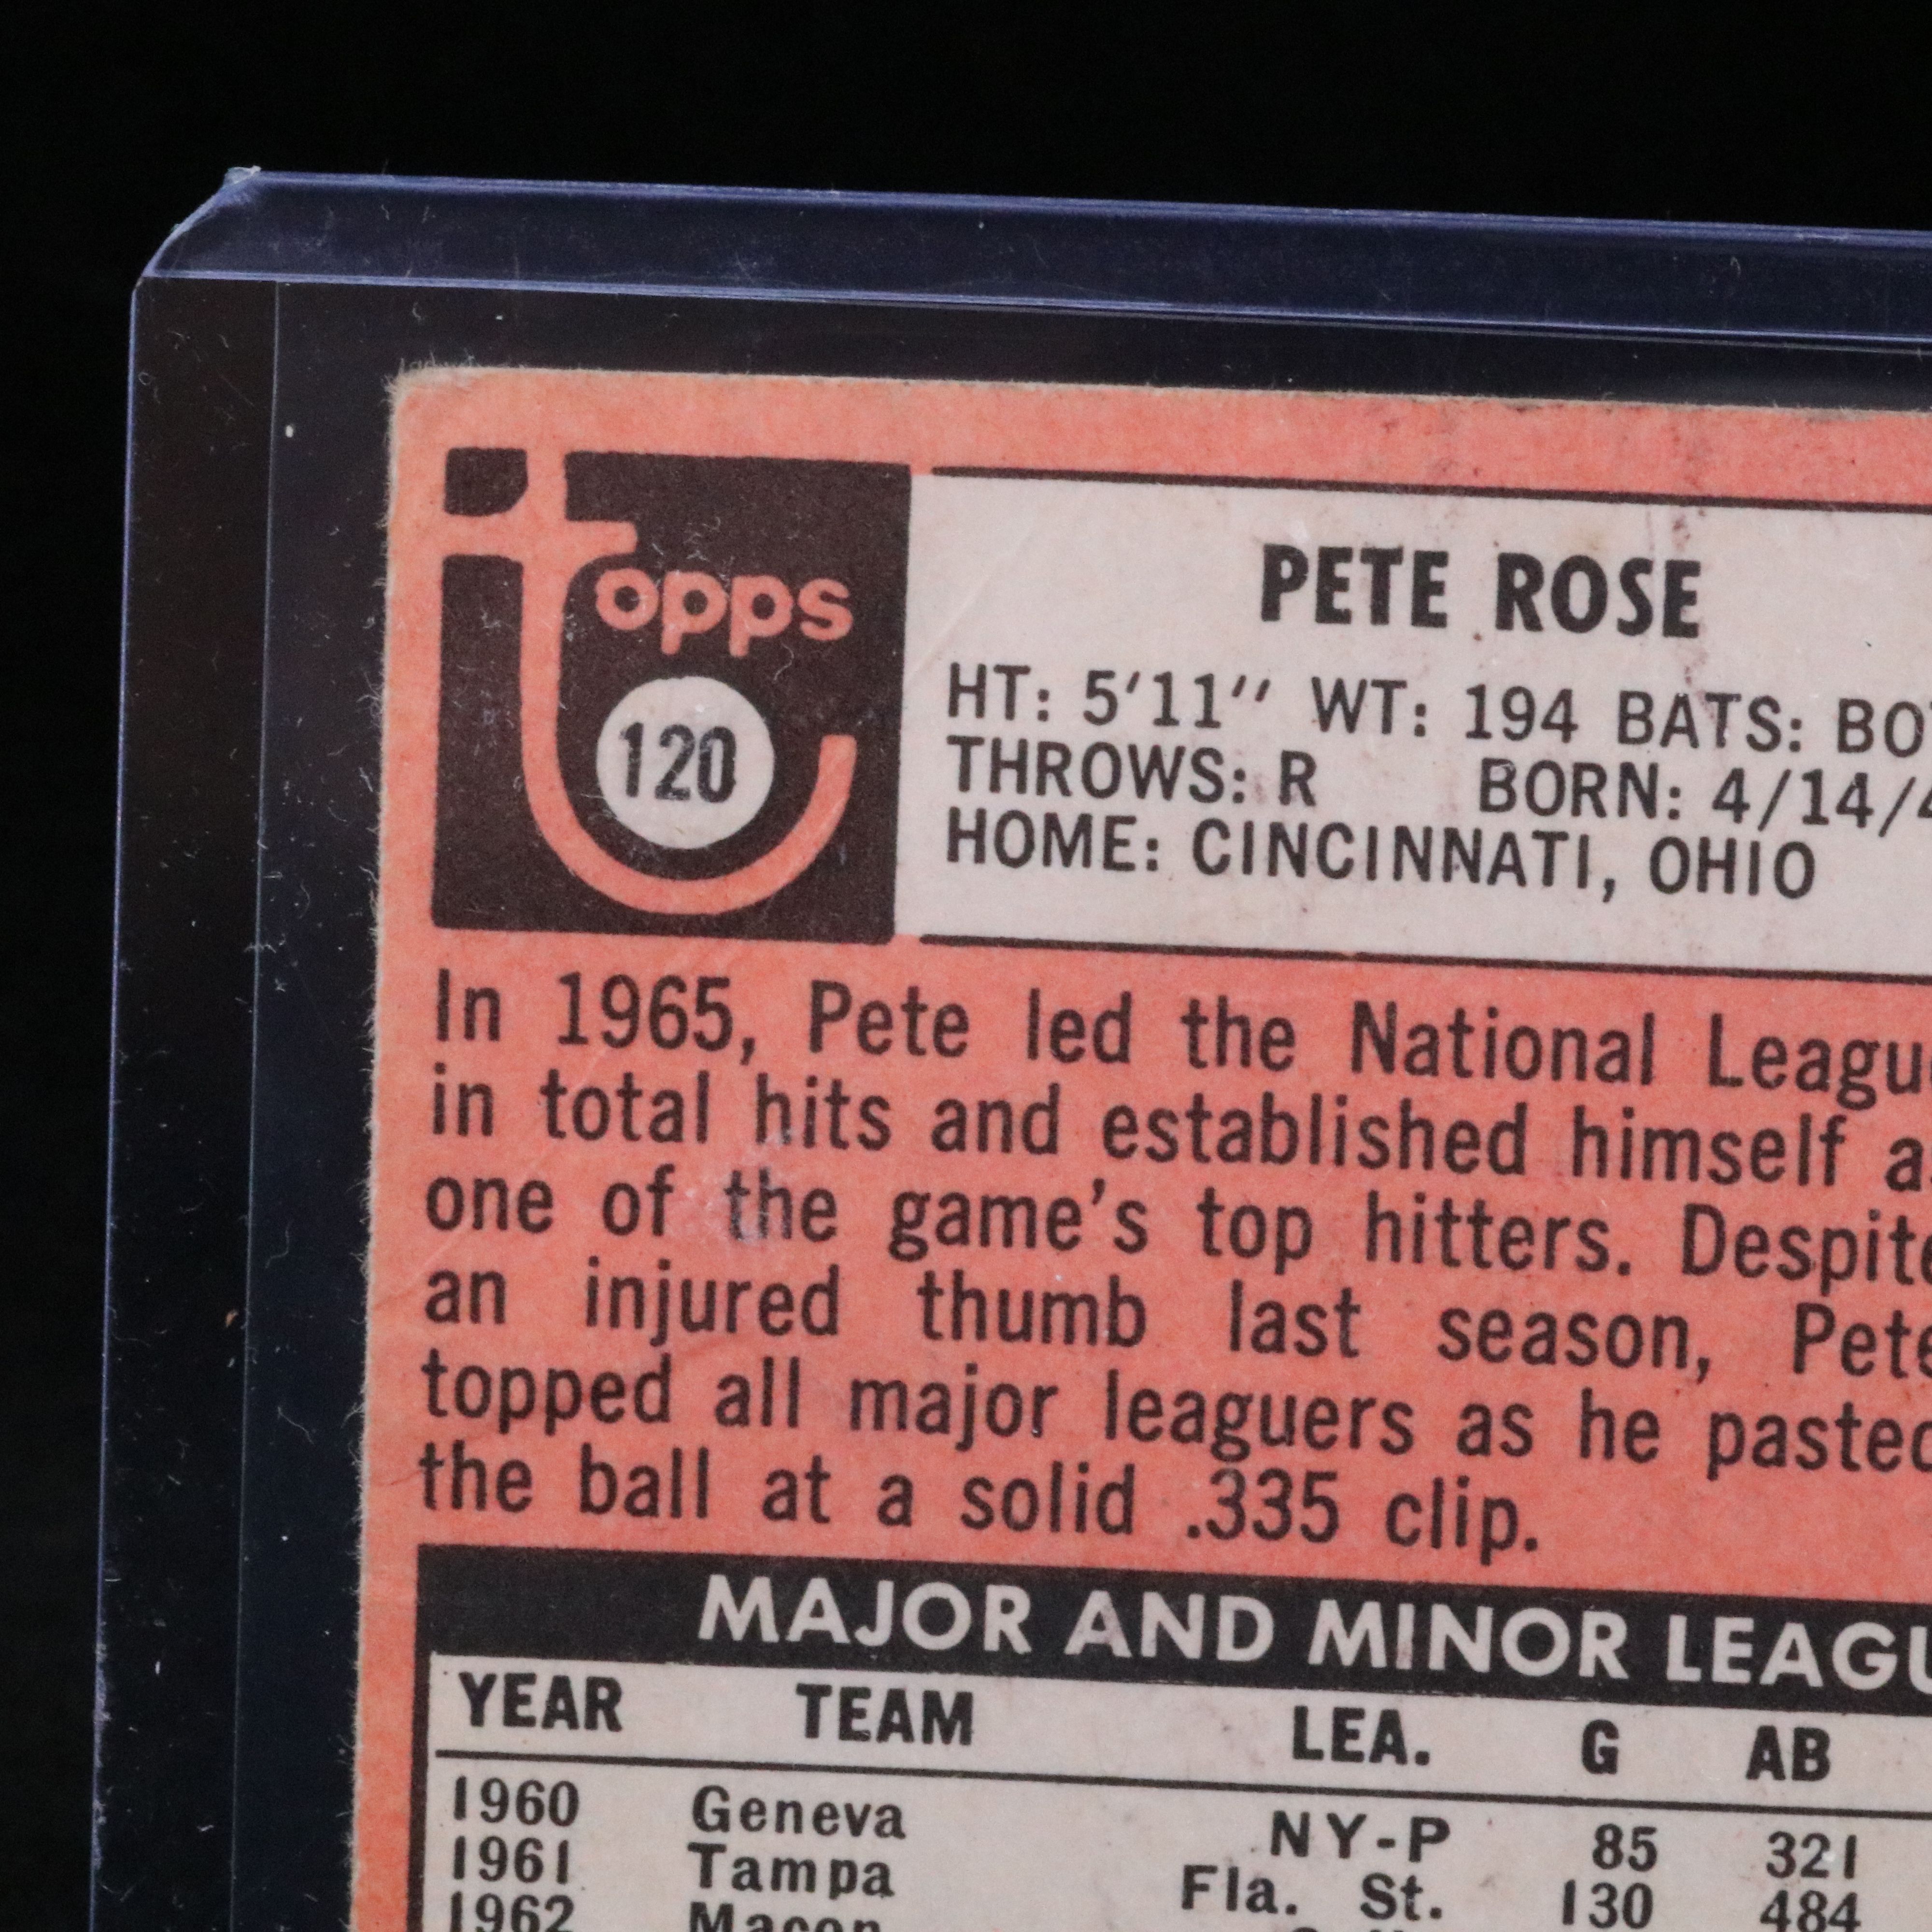 topps
120
PETE ROSE
HT: 5'11" WT: 194 BATS: BO
THROWS: R BORN: 4/14/4
HOME: CINCINNATI, OHIO
In 1965, Pete led the National Leagu
in total hits and established himself a
one of the game's top hitters. Despite
an injured thumb last season, Pete
topped all major leaguers as he pasted
the ball at a solid .335 clip.
MAJOR AND MINOR LEAGU
YEAR TEAM LEA. G AB
1960 Geneva NY-P 85 321
1961 Tampa Fla. St. 130 484
1962 Macon